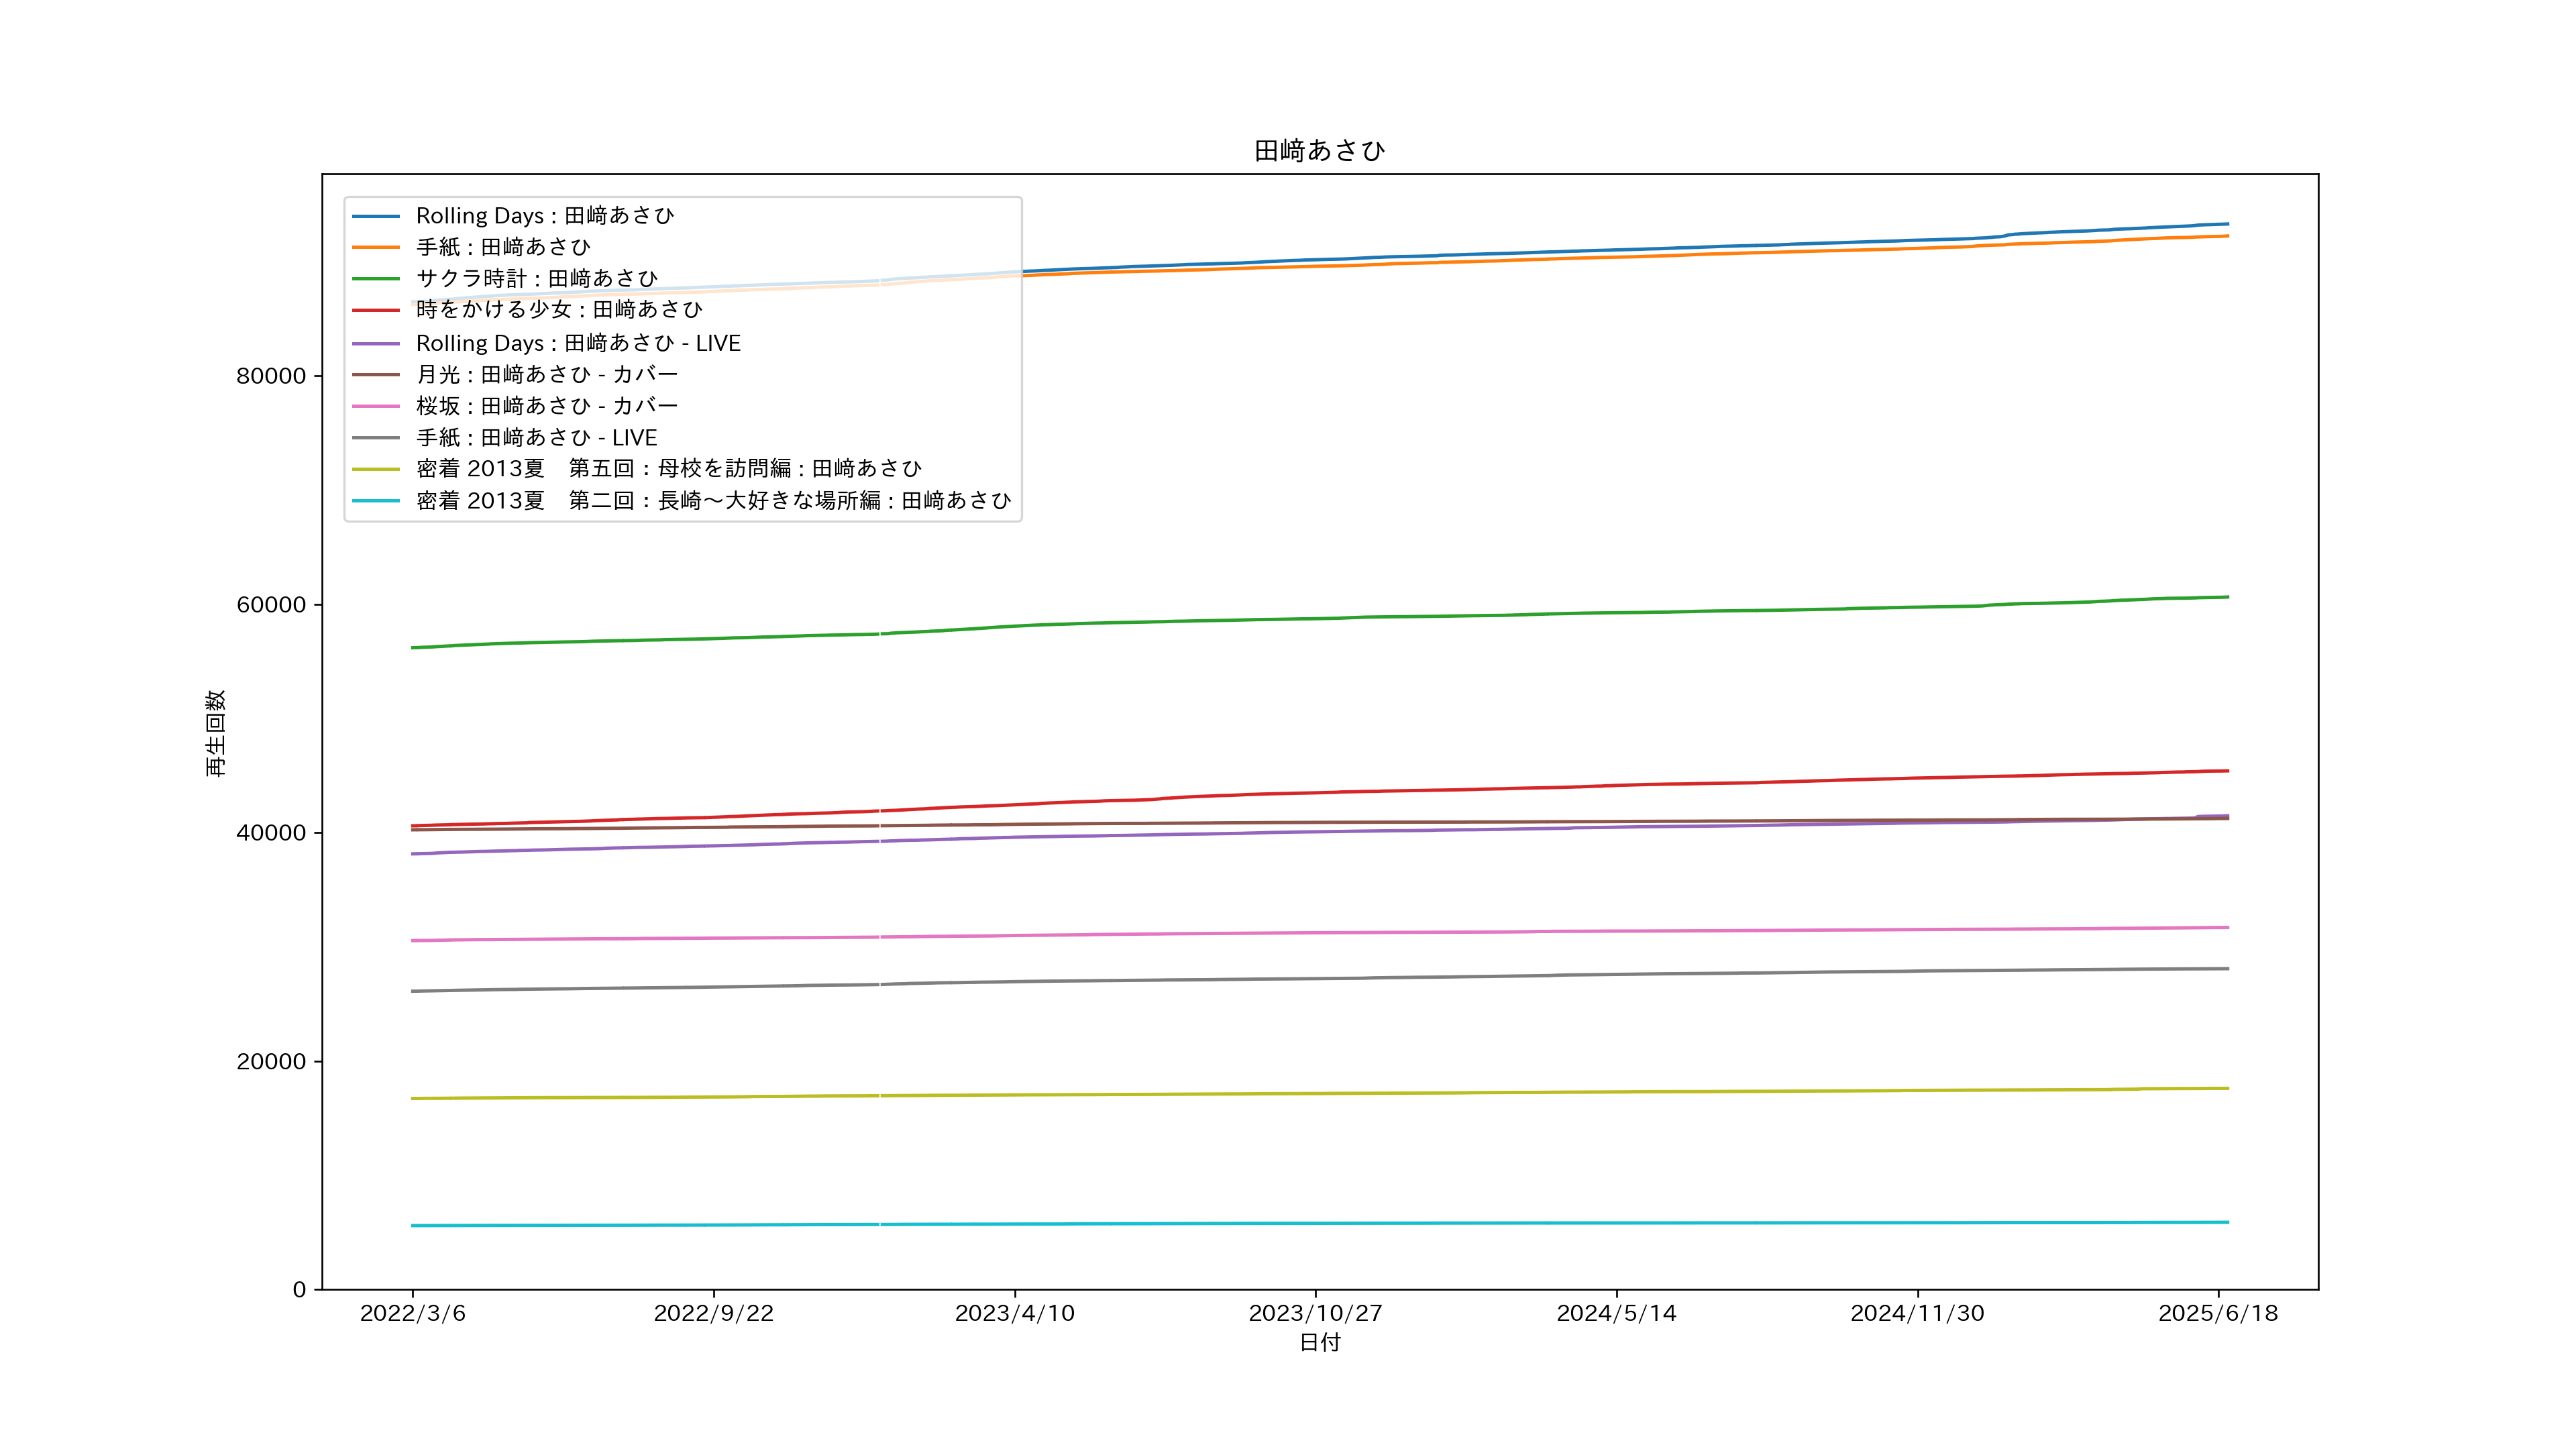 田﨑あさひ
Rolling Days : 田﨑あさひ
手紙 : 田﨑あさひ
サクラ時計 : 田﨑あさひ
時をかける少女 : 田﨑あさひ
Rolling Days : 田﨑あさひ - LIVE
月光 : 田﨑あさひ - カバー
桜坂 : 田﨑あさひ - カバー
手紙 : 田﨑あさひ - LIVE
密着 2013夏　第五回：母校を訪問編 : 田﨑あさひ
密着 2013夏　第二回：長崎～大好きな場所編 : 田﨑あさひ
再生回数
80000
60000
40000
20000
0
2022/3/6 2022/9/22 2023/4/10 2023/10/27 2024/5/14 2024/11/30 2025/6/18
日付